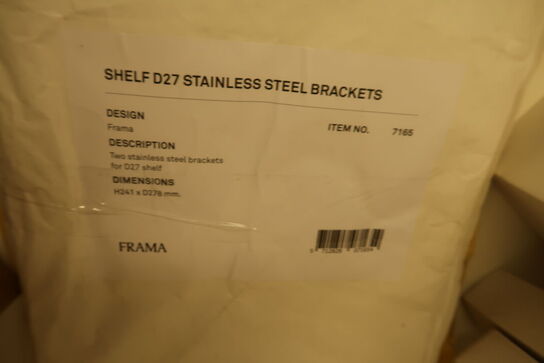 SHELF D27 STAINLESS STEEL BRACKETS
DESIGN
Frama
ITEM NO. 7165
DESCRIPTION
Two stainless steel brackets
for D27 shelf
DIMENSIONS
H241 x D276 mm.
FRAMA